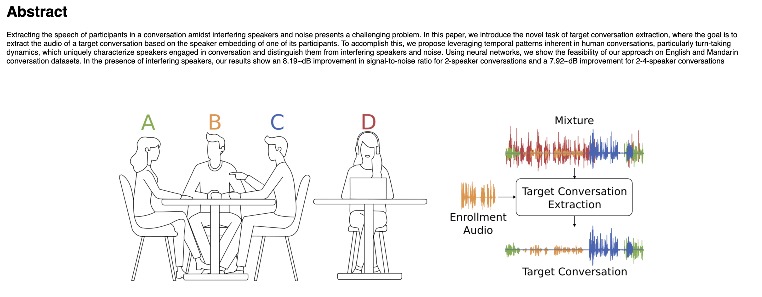 Abstract
Extracting the speech of participants in a conversation amidst interfering speakers and noise presents a challenging problem. In this paper, we introduce the novel task of target conversation extraction, where the goal is to
extract the audio of a target conversation based on the speaker embedding of one of its participants. To accomplish this, we propose leveraging temporal patterns inherent in human conversations, particularly turn-taking
dynamics, which uniquely characterize speakers engaged in conversation and distinguish them from interfering speakers and noise. Using neural networks, we show the feasibility of our approach on English and Mandarin
conversation datasets. In the presence of interfering speakers, our results show an 8.19-dB improvement in signal-to-noise ratio for 2-speaker conversations and a 7.92-dB improvement for 2-4-speaker conversations
A B C D
Mixture
Target Conversation
Extraction
Enrollment
Audio
Target Conversation